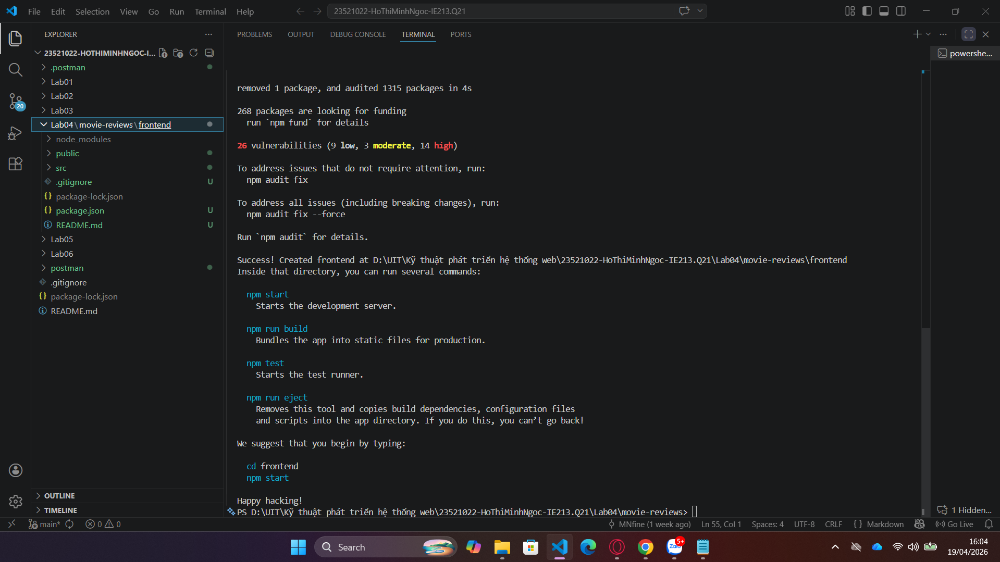 File Edit Selection View Go Run Terminal Help
23521022-HoThiMinhNgoc-IE213.Q21
EXPLORER
23521022-HOTHIMINHNGOC-I...
.postman
Lab01
Lab02
Lab03
Lab04\movie-reviews\frontend
node_modules
public
src
.gitignore U
package-lock.json
package.json U
README.md U
Lab05
Lab06
postman
.gitignore
package-lock.json
README.md
OUTLINE
TIMELINE
20
PROBLEMS OUTPUT DEBUG CONSOLE TERMINAL PORTS
powershe...
removed 1 package, and audited 1315 packages in 4s
268 packages are looking for funding
run `npm fund` for details
26 vulnerabilities (9 low, 3 moderate, 14 high)
To address issues that do not require attention, run:
npm audit fix
To address all issues (including breaking changes), run:
npm audit fix --force
Run `npm audit` for details.
Success! Created frontend at D:\UIT\Kỹ thuật phát triển hệ thống web\23521022-HoThiMinhNgoc-IE213.Q21\Lab04\movie-reviews\frontend
Inside that directory, you can run several commands:
npm start
Starts the development server.
npm run build
Bundles the app into static files for production.
npm test
Starts the test runner.
npm run eject
Removes this tool and copies build dependencies, configuration files
and scripts into the app directory. If you do this, you can’t go back!
We suggest that you begin by typing:
cd frontend
npm start
Happy hacking!
PS D:\UIT\Kỹ thuật phát triển hệ thống web\23521022-HoThiMinhNgoc-IE213.Q21\Lab04\movie-reviews>
1 Hidden...
main* 0 0 MNfine (1 week ago) Ln 55, Col 1 Spaces: 4 UTF-8 CRLF {} Markdown Go Live
Search
Zalo
5+
16:04
19/04/2026